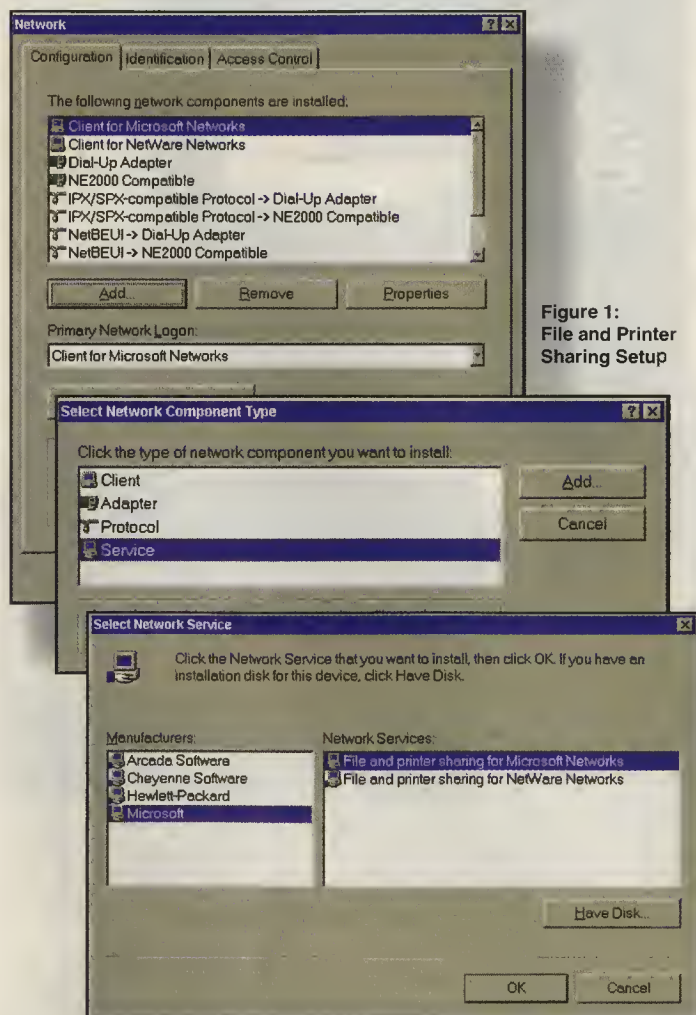 Network
Configuration Identification Access Control
The following network components are installed:
Client for Microsoft Networks
Client for NetWare Networks
Dial-Up Adapter
NE2000 Compatible
IPX/SPX-compatible Protocol -> Dial-Up Adapter
IPX/SPX-compatible Protocol -> NE2000 Compatible
NetBEUI -> Dial-Up Adapter
NetBEUI -> NE2000 Compatible
Add... Remove Properties
Primary Network Logon:
Client for Microsoft Networks
Figure 1:
File and Printer
Sharing Setup
Select Network Component Type
Click the type of network component you want to install:
Client
Adapter
Protocol
Service
Add...
Cancel
Select Network Service
Click the Network Service that you want to install, then click OK. If you have an
installation disk for this device, click Have Disk.
Manufacturers:
Arcada Software
Cheyenne Software
Hewlett-Packard
Microsoft
Network Services:
File and printer sharing for Microsoft Networks
File and printer sharing for NetWare Networks
Have Disk...
OK Cancel